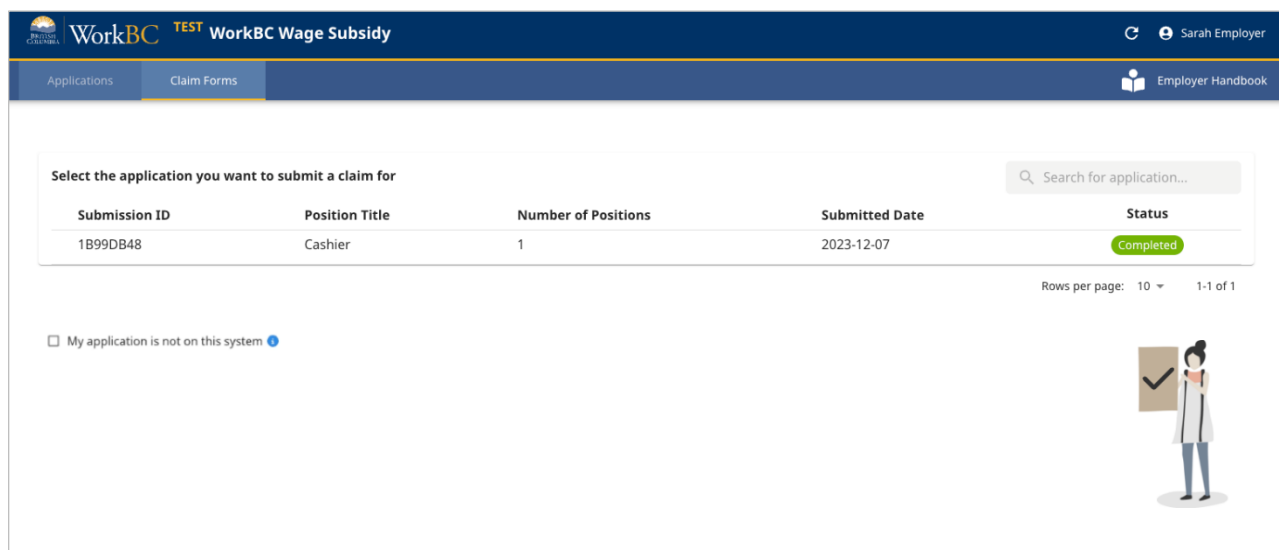 BRITISH COLUMBIA WorkBC TEST WorkBC Wage Subsidy Sarah Employer
Applications Claim Forms Employer Handbook
Select the application you want to submit a claim for Search for application...
Submission ID Position Title Number of Positions Submitted Date Status
1B99DB48 Cashier 1 2023-12-07 Completed
Rows per page: 10 1-1 of 1
My application is not on this system